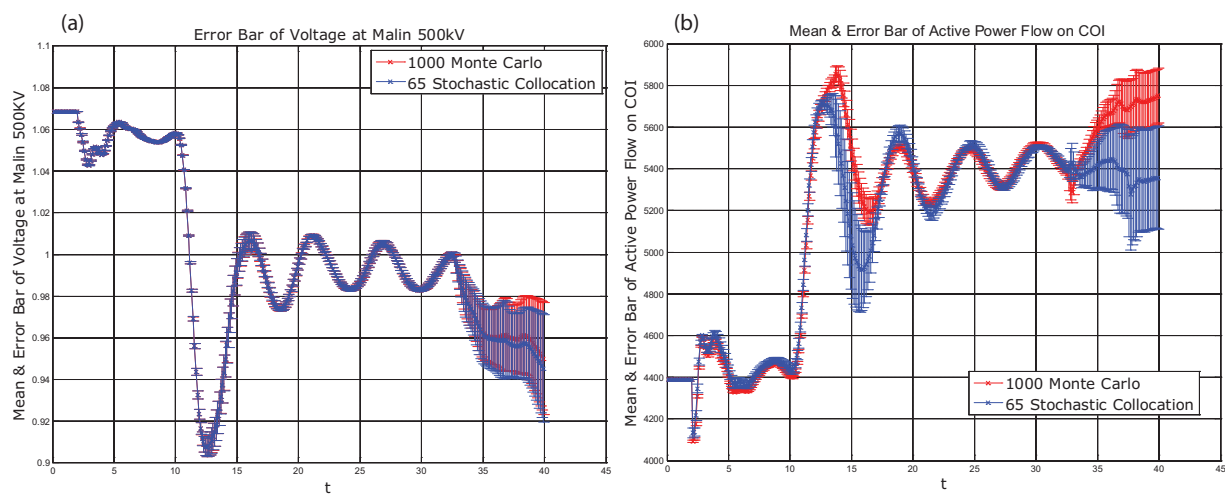 (a)
Error Bar of Voltage at Malin 500kV
Mean & Error Bar of Voltage at Malin 500KV
1.1
1.08
1.06
1.04
1.02
1
0.98
0.96
0.94
0.92
0.9
1000 Monte Carlo
65 Stochastic Collocation
0 5 10 15 20 25 30 35 40 45
t
(b)
Mean & Error Bar of Active Power Flow on COI
Mean & Error Bar of Active Power Flow on COI
6000
5800
5600
5400
5200
5000
4800
4600
4400
4200
4000
1000 Monte Carlo
65 Stochastic Collocation
0 5 10 15 20 25 30 35 40 45
t